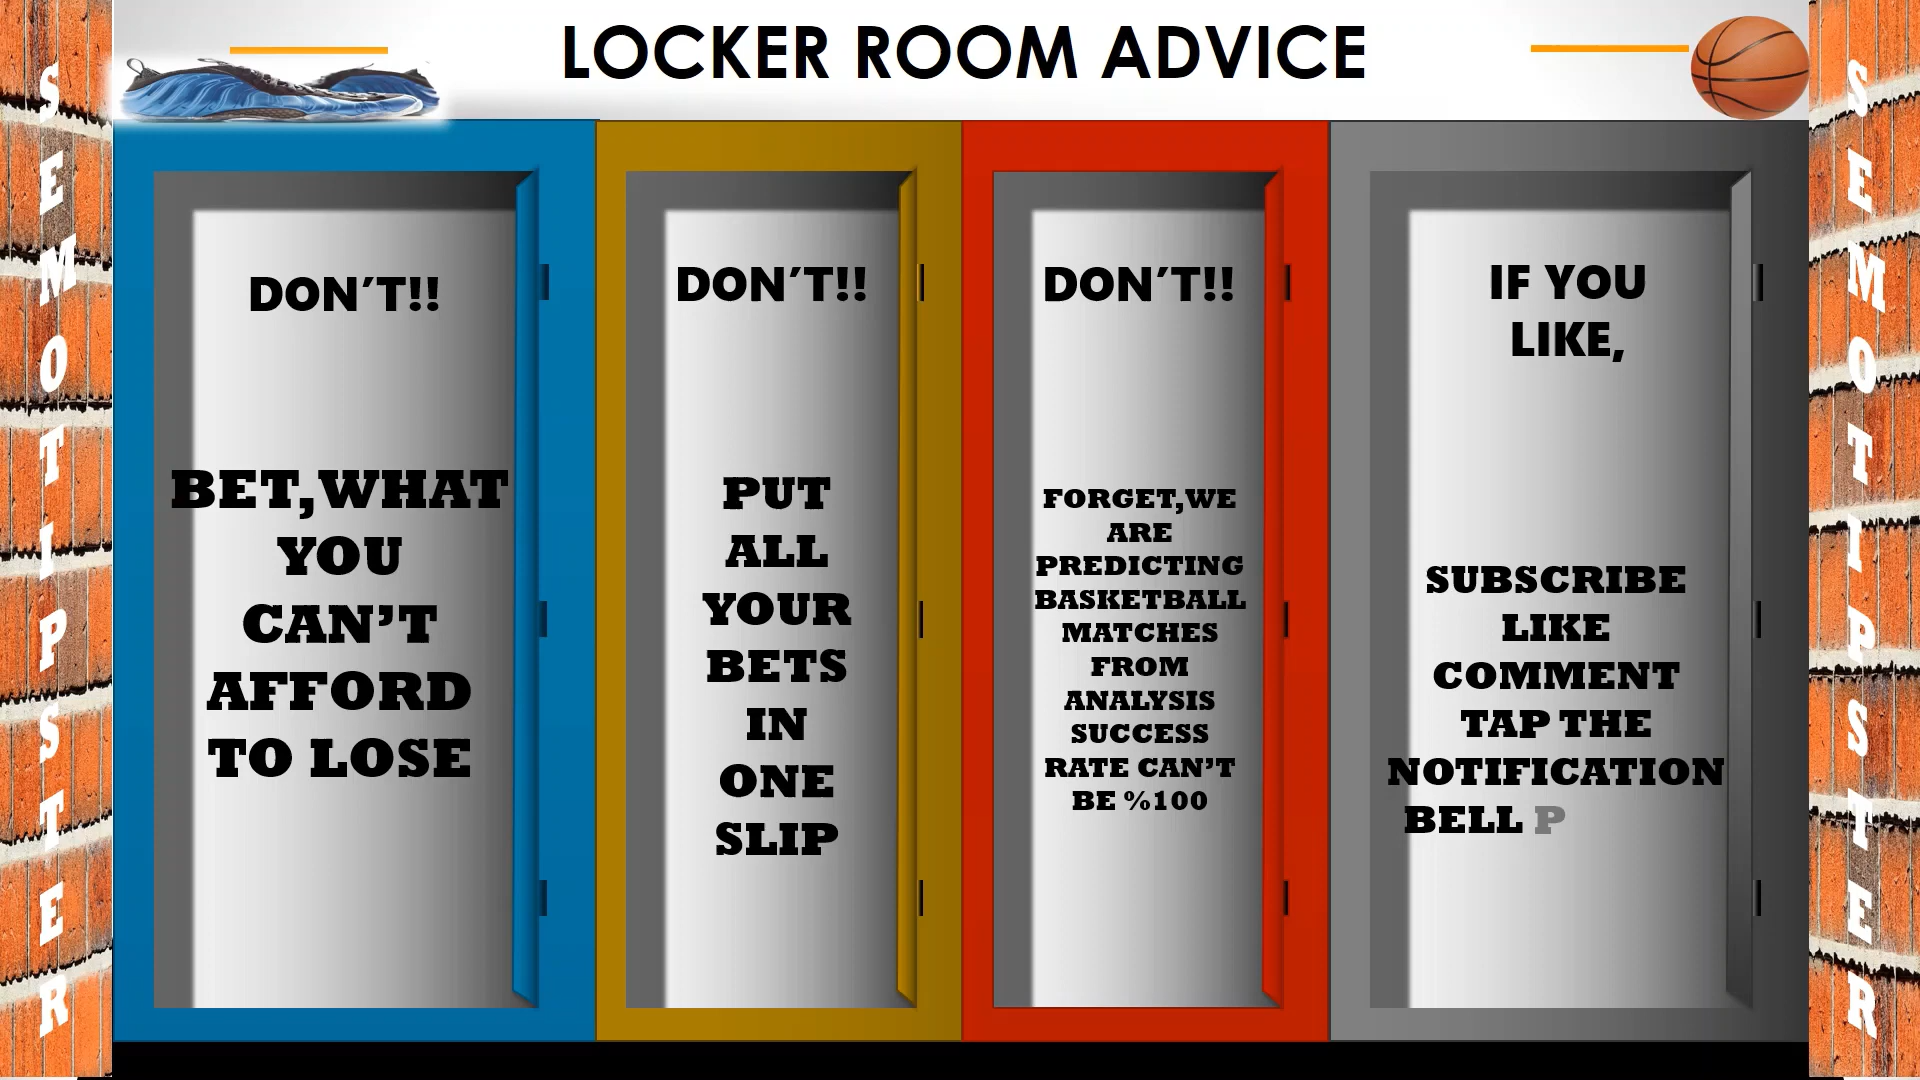 LOCKER ROOM ADVICE
SEMOTIPSTER
DON'T!!
BET,WHAT
YOU
CAN'T
AFFORD
TO LOSE
DON'T!!
PUT
ALL
YOUR
BETS
IN
ONE
SLIP
DON'T!!
FORGET,WE
ARE
PREDICTING
BASKETBALL
MATCHES
FROM
ANALYSIS
SUCCESS
RATE CAN'T
BE %100
IF YOU
LIKE,
SUBSCRIBE
LIKE
COMMENT
TAP THE
NOTIFICATION
BELL P
SEMOTIPSTER